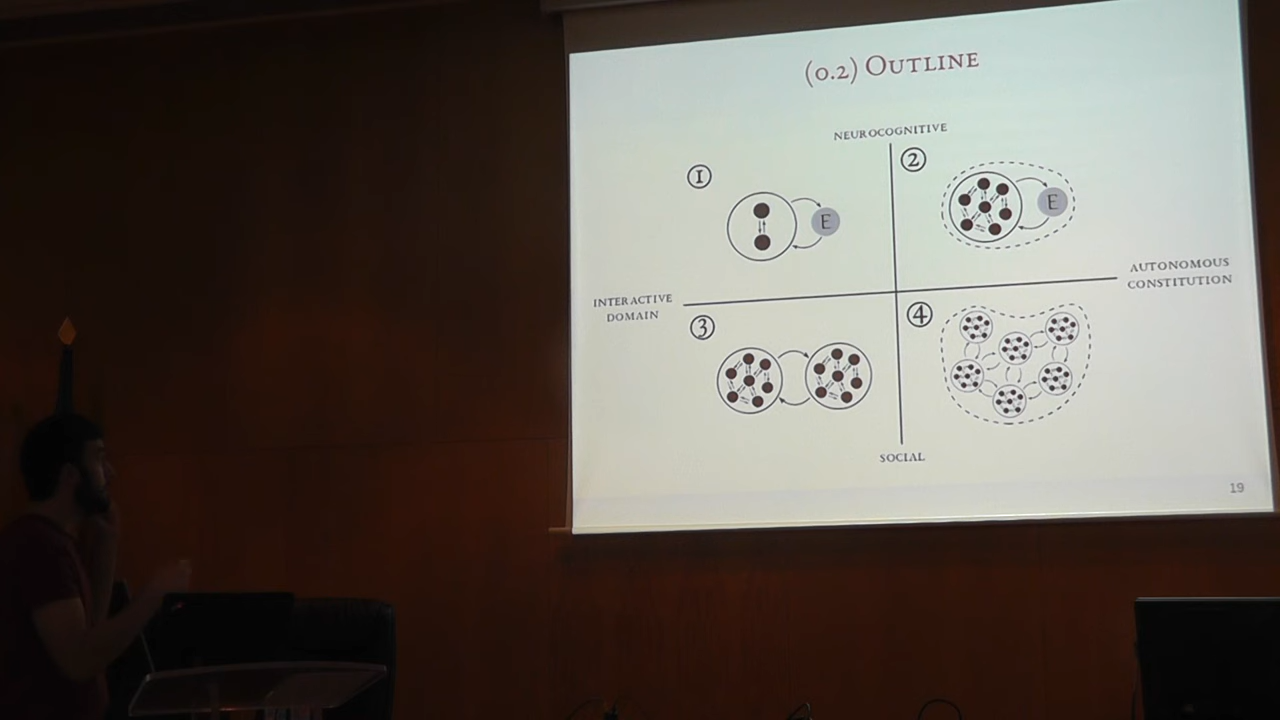 (0.2) OUTLINE
NEUROCOGNITIVE
1
E
2
E
INTERACTIVE
DOMAIN
AUTONOMOUS
CONSTITUTION
3
4
SOCIAL
19